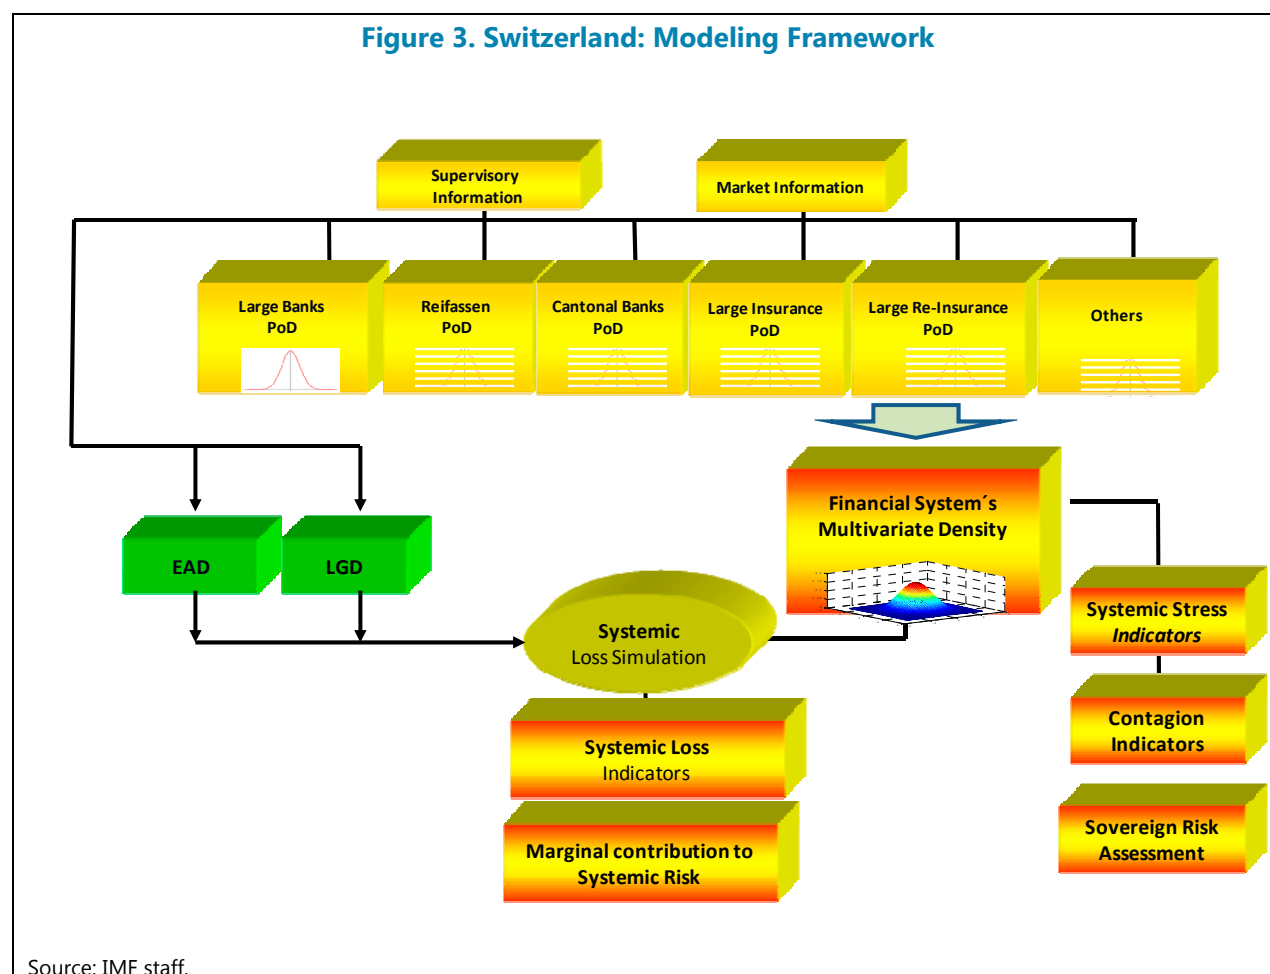 Figure 3. Switzerland: Modeling Framework
Supervisory
Information
Market Information
Large Banks
PoD
Reifassen
PoD
Cantonal Banks
PoD
Large Insurance
PoD
Large Re-Insurance
PoD
Others
Financial System´s
Multivariate Density
EAD
LGD
Systemic
Loss Simulation
Systemic Stress
Indicators
Contagion
Indicators
Systemic Loss
Indicators
Sovereign Risk
Assessment
Marginal contribution to
Systemic Risk
Source: IMF staff.